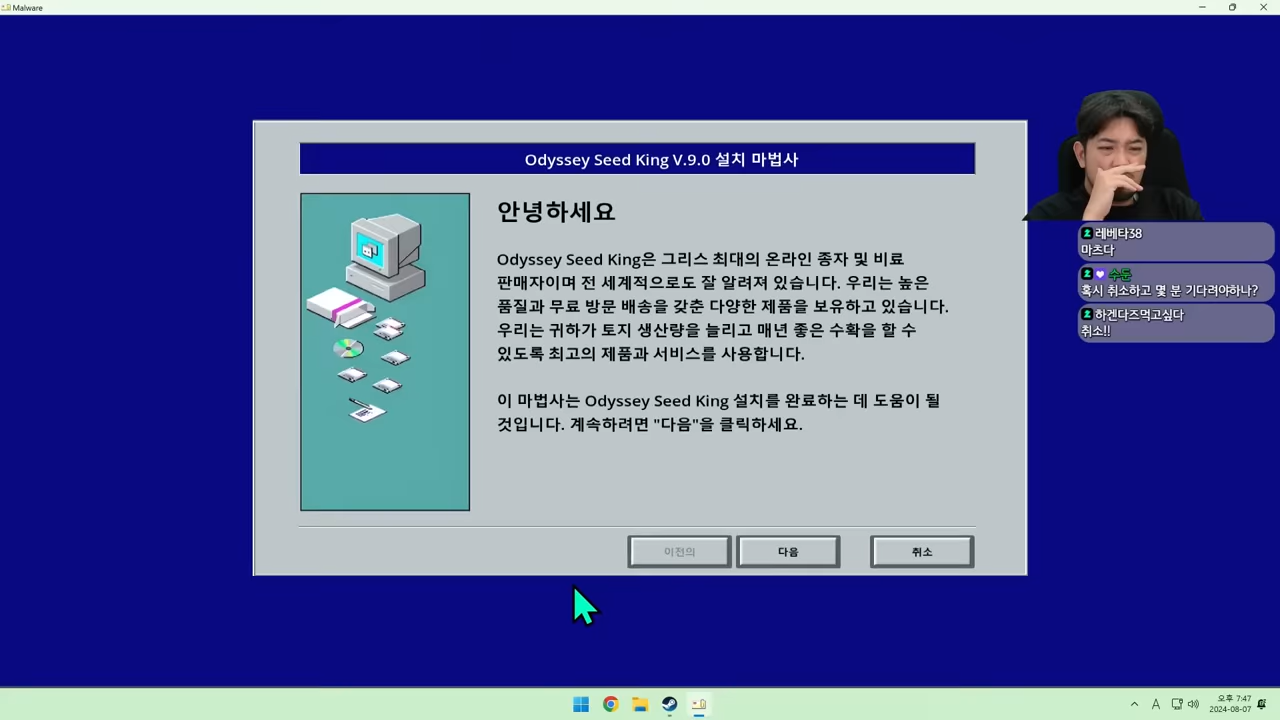 Malware
Odyssey Seed King V.9.0 설치 마법사
안녕하세요
Odyssey Seed King은 그리스 최대의 온라인 종자 및 비료
판매자이며 전 세계적으로도 잘 알려져 있습니다. 우리는 높은
품질과 무료 방문 배송을 갖춘 다양한 제품을 보유하고 있습니다.
우리는 귀하가 토지 생산량을 늘리고 매년 좋은 수확을 할 수
있도록 최고의 제품과 서비스를 사용합니다.
이 마법사는 Odyssey Seed King 설치를 완료하는 데 도움이 될
것입니다. 계속하려면 "다음"을 클릭하세요.
이전의
다음
취소
레베타38
마츠다
수둔
혹시 취소하고 몇 분 기다려야하나?
하겐다즈먹고싶다
취소!!
A
오후 7:47
2024-08-07